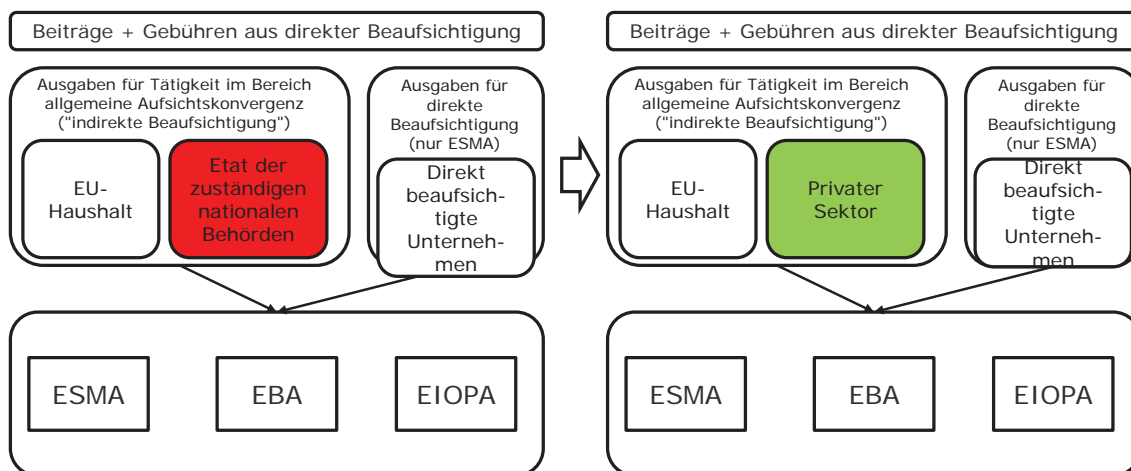 Beiträge + Gebühren aus direkter Beaufsichtigung
Ausgaben für Tätigkeit im Bereich
allgemeine Aufsichtskonvergenz
("indirekte Beaufsichtigung")
EU-
Haushalt
Etat der
zuständigen
nationalen
Behörden
Ausgaben für
direkte
Beaufsichtigung
(nur ESMA)
Direkt
beaufsich-
tigte
Unterneh-
men
ESMA
EBA
EIOPA
Beiträge + Gebühren aus direkter Beaufsichtigung
Ausgaben für Tätigkeit im Bereich
allgemeine Aufsichtskonvergenz
("indirekte Beaufsichtigung")
EU-
Haushalt
Privater
Sektor
Ausgaben für
direkte
Beaufsichtigung
(nur ESMA)
Direkt
beaufsich-
tigte
Unterneh-
men
ESMA
EBA
EIOPA